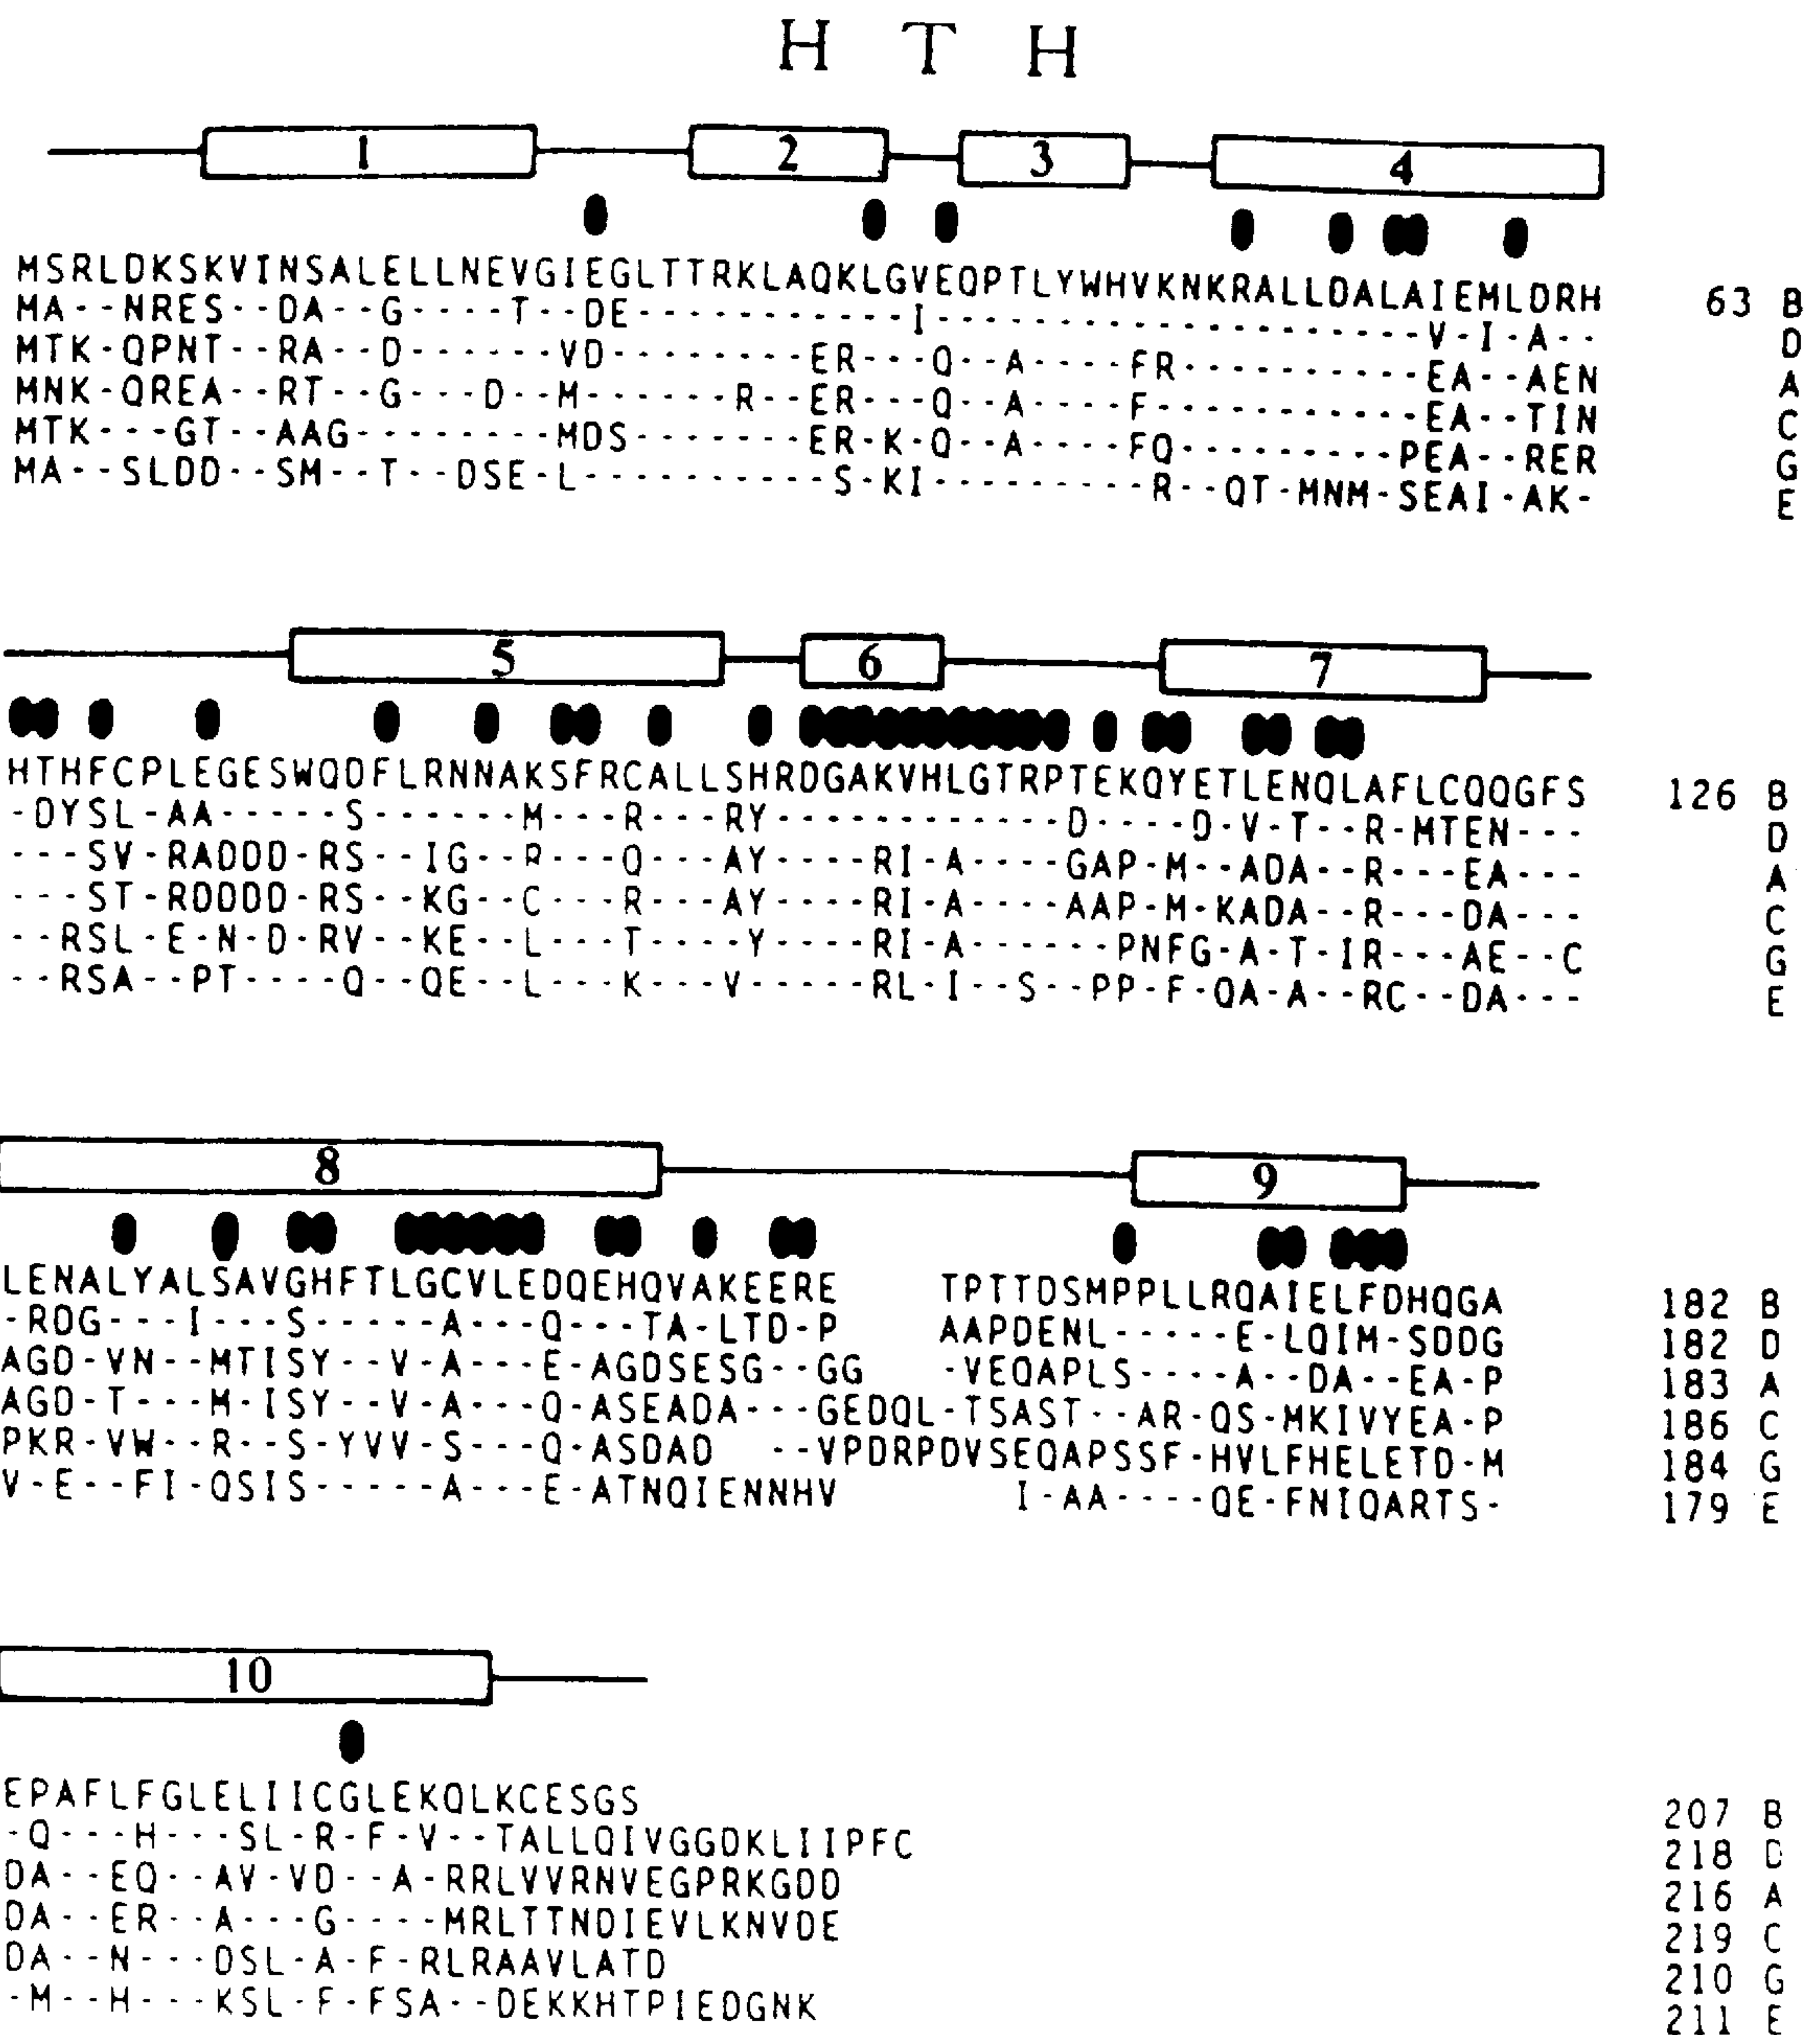 H T H
1 2 3 4
MSRLDKSKVINSALELLNEVGIEGLTTRKLAQKLGVEQPTLYWHVKNKRALLDALAIEMLDRH 63 B
MA--NRES--DA--G----T--DE-----------I--------------------V-I-A-- D
MTK-QPNT--RA--D------VD--------ER---Q--A----FR----------EA--AEN A
MNK-QREA--RT--G---D--M------R--ER---Q--A----F-----------EA--TIN C
MTK---GT--AAG--------MDS-------ER-K-Q--A----FQ---------PEA--RER G
MA--SLDD--SM--T--DSE-L----------S-KI---------R--QT-MNM-SEAI-AK- E
5 6 7
HTHFCPLEGESWQDFLRNNAKSFRCALLSHRDGAKVHLGTRPTEKQYETLENQLAFLCQQGFS 126 B
-DYSL-AA-----S------M---R---RY------------D----D-V-T--R-MTEN--- D
---SV-RADDD-RS--IG--R---Q---AY----RI-A----GAP-M--ADA--R---EA--- A
---ST-RDDDD-RS--KG--C---R---AY----RI-A----AAP-M-KADA--R---DA--- C
--RSL-E-N-D-RV--KE--L---T----Y----RI-A------PNFG-A-T-IR---AE--C G
--RSA--PT----Q--QE--L---K---V-----RL-I--S--PP-F-QA-A--RC--DA--- E
8 9
LENALYALSAVGHFTLGCVLEDQEHQVAKEERE TPTTDSMPPLLRQAIELFDHQGA 182 B
-RDG---I---S-----A---Q---TA-LTD-P AAPDENL-----E-LQIM-SDDG 182 D
AGD-VN--MTISY--V-A---E-AGDSESG--GG -VEQAPLS----A--DA--EA-P 183 A
AGD-T---M-ISY--V-A---Q-ASEADA---GEDQL-TSAST--AR-QS-MKIVYEA-P 186 C
PKR-VW--R--S-YVV-S---Q-ASDAD --VPDRPDVSEQAPSSF-HVLFHELETD-M 184 G
V-E--FI-QSIS-----A---E-ATNQIENNHV I-AA----QE-FNIQARTS- 179 E
10
EPAFLFGLELIICGLEKQLKCESGS 207 B
-Q---H---SL-R-F-V--TALLQIVGGDKLIIPFC 218 D
DA--EQ--AV-VD--A-RRLVVRNVEGPRKGDD 216 A
DA--ER--A---G----MRLTTNDIEVLKNVDE 219 C
DA--N---DSL-A-F-RLRAAVLATD 210 G
-M--H---KSL-F-FSA--DEKKHTPIEDGNK 211 E